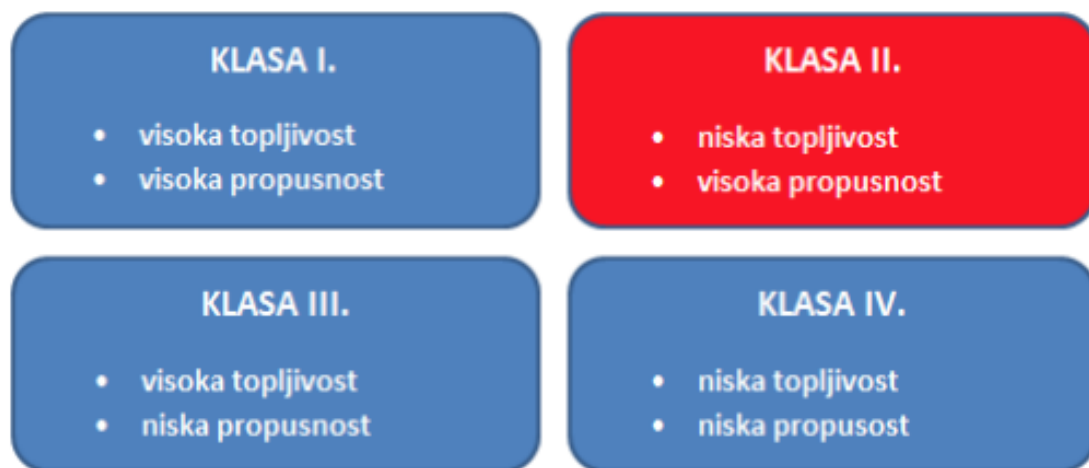 KLASA I.
• visoka topljivost
• visoka propusnost
KLASA II.
• niska topljivost
• visoka propusnost
KLASA III.
• visoka topljivost
• niska propusnost
KLASA IV.
• niska topljivost
• niska propusost